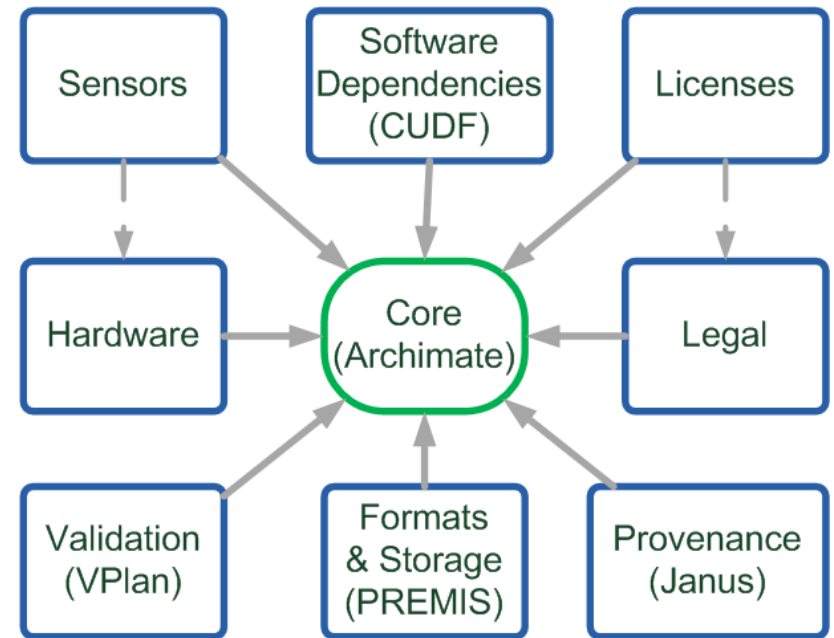 Sensors
Software
Dependencies
(CUDF)
Licenses
Hardware
Core
(Archimate)
Legal
Validation
(VPlan)
Formats
& Storage
(PREMIS)
Provenance
(Janus)